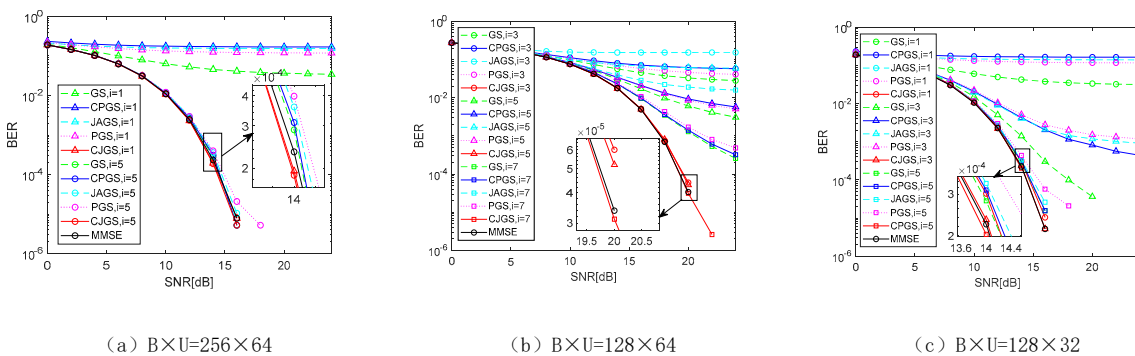 10^0
10^-2
10^-4
10^-6
BER
0 5 10 15 20
SNR[dB]
GS,i=1
CPGS,i=1
JAGS,i=1
PGS,i=1
CJGS,i=1
GS,i=5
CPGS,i=5
JAGS,i=5
PGS,i=5
CJGS,i=5
MMSE
× 10^-4
4
3
2
14
(a) B×U=256×64
10^0
10^-2
10^-4
10^-6
BER
0 5 10 15 20
SNR[dB]
GS,i=3
CPGS,i=3
JAGS,i=3
PGS,i=3
CJGS,i=3
GS,i=5
CPGS,i=5
JAGS,i=5
PGS,i=5
CJGS,i=5
GS,i=7
CPGS,i=7
JAGS,i=7
PGS,i=7
CJGS,i=7
MMSE
× 10^-5
6
5
4
3
19.5 20 20.5
(b) B×U=128×64
10^0
10^-1
10^-2
10^-3
10^-4
10^-5
BER
0 5 10 15 20
SNR[dB]
GS,i=1
CPGS,i=1
JAGS,i=1
PGS,i=1
CJGS,i=1
GS,i=3
CPGS,i=3
JAGS,i=3
PGS,i=3
CJGS,i=3
GS,i=5
CPGS,i=5
JAGS,i=5
PGS,i=5
CPGS,i=5
MMSE
× 10^-4
3
2
13.6 14 14.4
(c) B×U=128×32